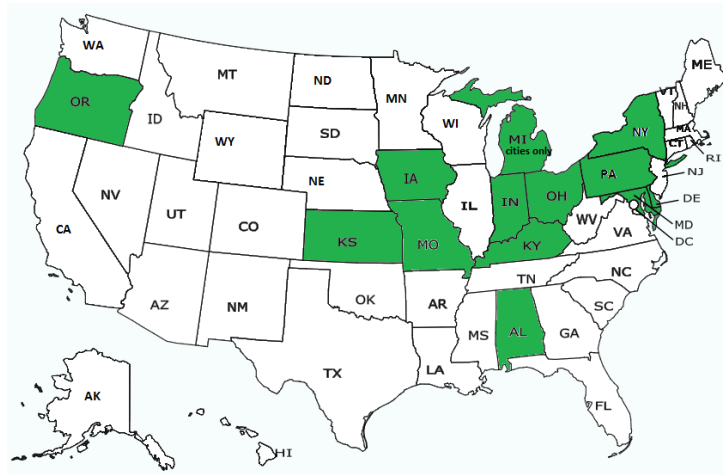 WA
OR
ID
MT
WY
ND
SD
NE
MN
WI
MI
cities only
IA
KS
MO
IL
IN
OH
KY
NY
PA
ME
VT
NH
MA
CT
RI
NJ
DE
MD
DC
WV
VA
CA
NV
UT
CO
AZ
NM
OK
AR
TX
LA
TN
NC
SC
MS
AL
GA
FL
AK
HI